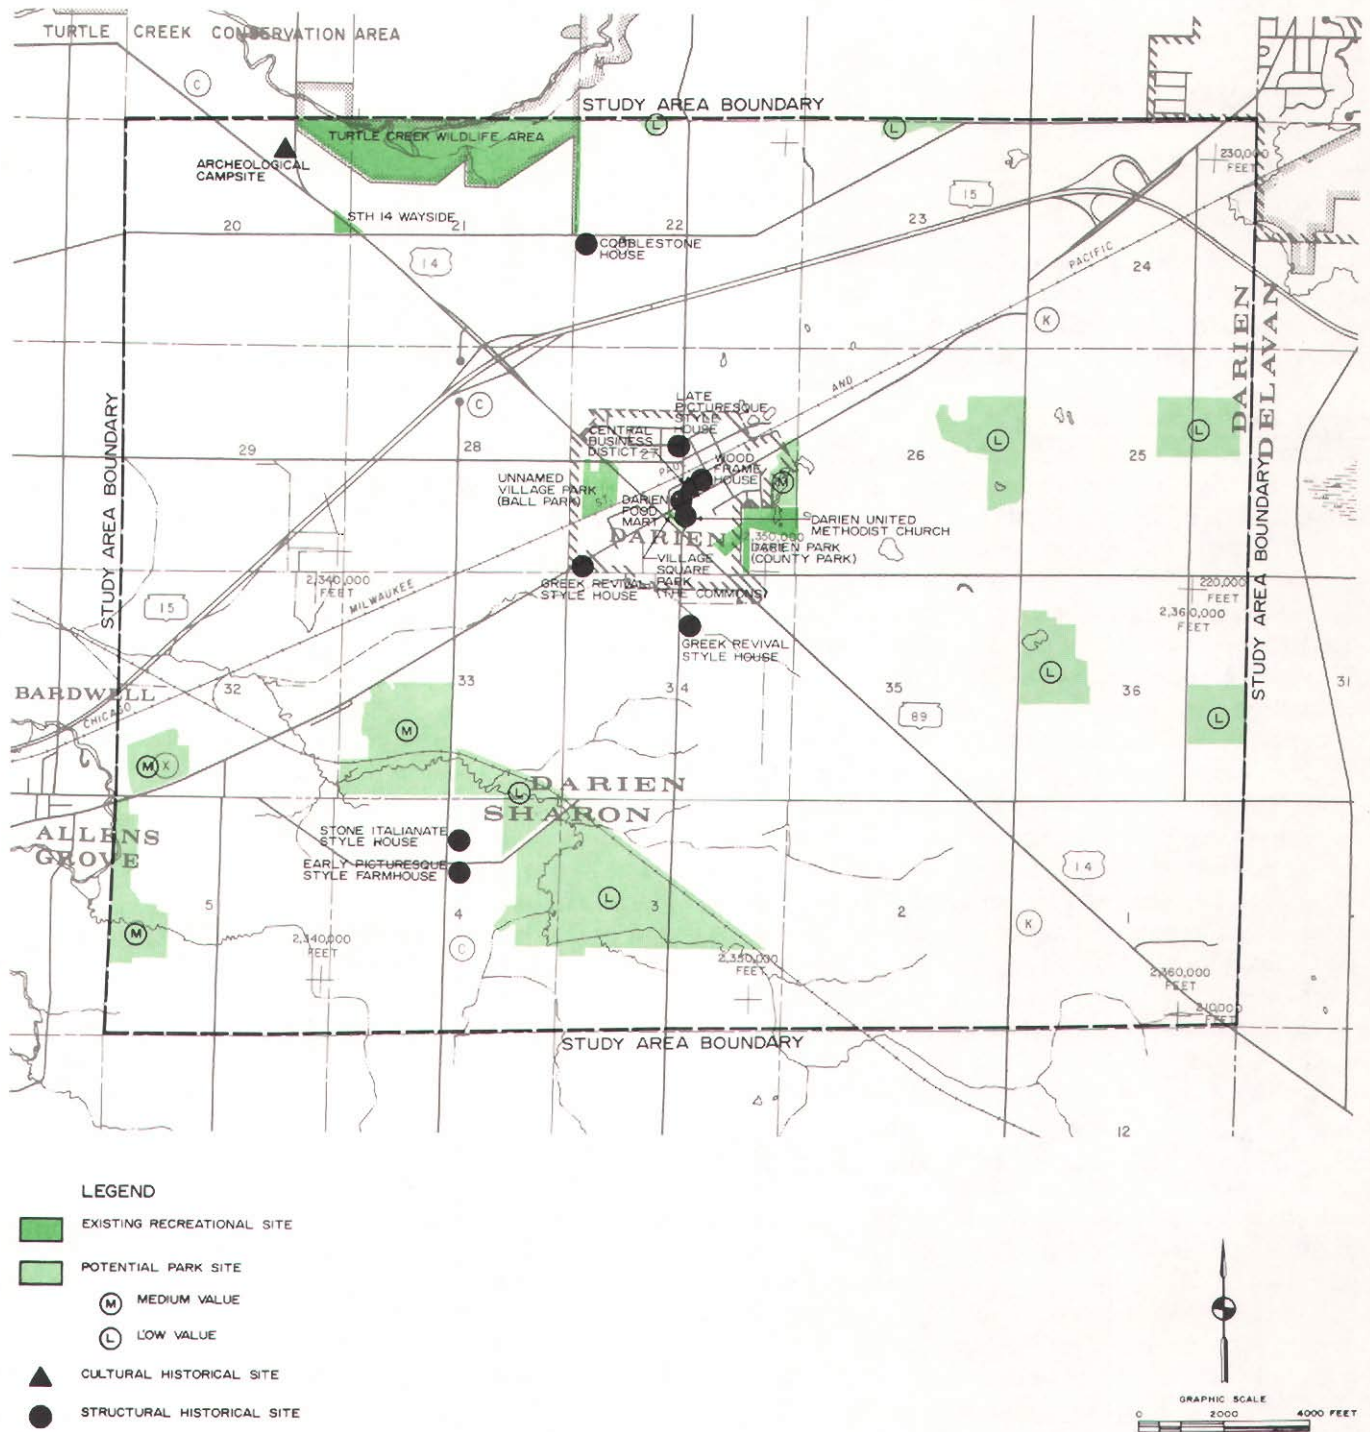 TURTLE CREEK CONSERVATION AREA
C
STUDY AREA BOUNDARY
L
L
TURTLE CREEK WILDLIFE AREA
ARCHEOLOGICAL
CAMPSITE
230,000
FEET
15
STH 14 WAYSIDE
20
21
22
23
COBBLESTONE
HOUSE
14
PACIFIC
24
K
DARIEN
DELAVAN
AND
STUDY AREA BOUNDARY
C
LATE
PICTURESQUE
STYLE
HOUSE
CENTRAL
BUSINESS
DISTICT
27
29
28
26
25
L
L
PAUL
WOOD
FRAME
HOUSE
M
UNNAMED
VILLAGE PARK
(BALL PARK)
ST.
DARIEN
FOOD
MART
DARIEN
DARIEN UNITED
METHODIST CHURCH
2,350,000
DARIEN PARK
(COUNTY PARK)
VILLAGE
SQUARE
PARK
(THE COMMONS)
STUDY AREA BOUNDARY
2,340,000
FEET
MILWAUKEE
15
GREEK REVIVAL
STYLE HOUSE
220,000
FEET
2,360,000
FEET
GREEK REVIVAL
STYLE HOUSE
BARDWELL
CHICAGO
32
33
34
35
89
L
36
L
31
M
M
X
DARIEN
SHARON
L
ALLENS
GROVE
STONE ITALIANATE
STYLE HOUSE
EARLY PICTURESQUE
STYLE FARMHOUSE
14
5
4
L
3
2
1
K
M
C
2,340,000
FEET
2,350,000
FEET
2,360,000
FEET
210,000
FEET
STUDY AREA BOUNDARY
12
LEGEND
EXISTING RECREATIONAL SITE
POTENTIAL PARK SITE
M MEDIUM VALUE
L LOW VALUE
CULTURAL HISTORICAL SITE
STRUCTURAL HISTORICAL SITE
GRAPHIC SCALE
0 2000 4000 FEET